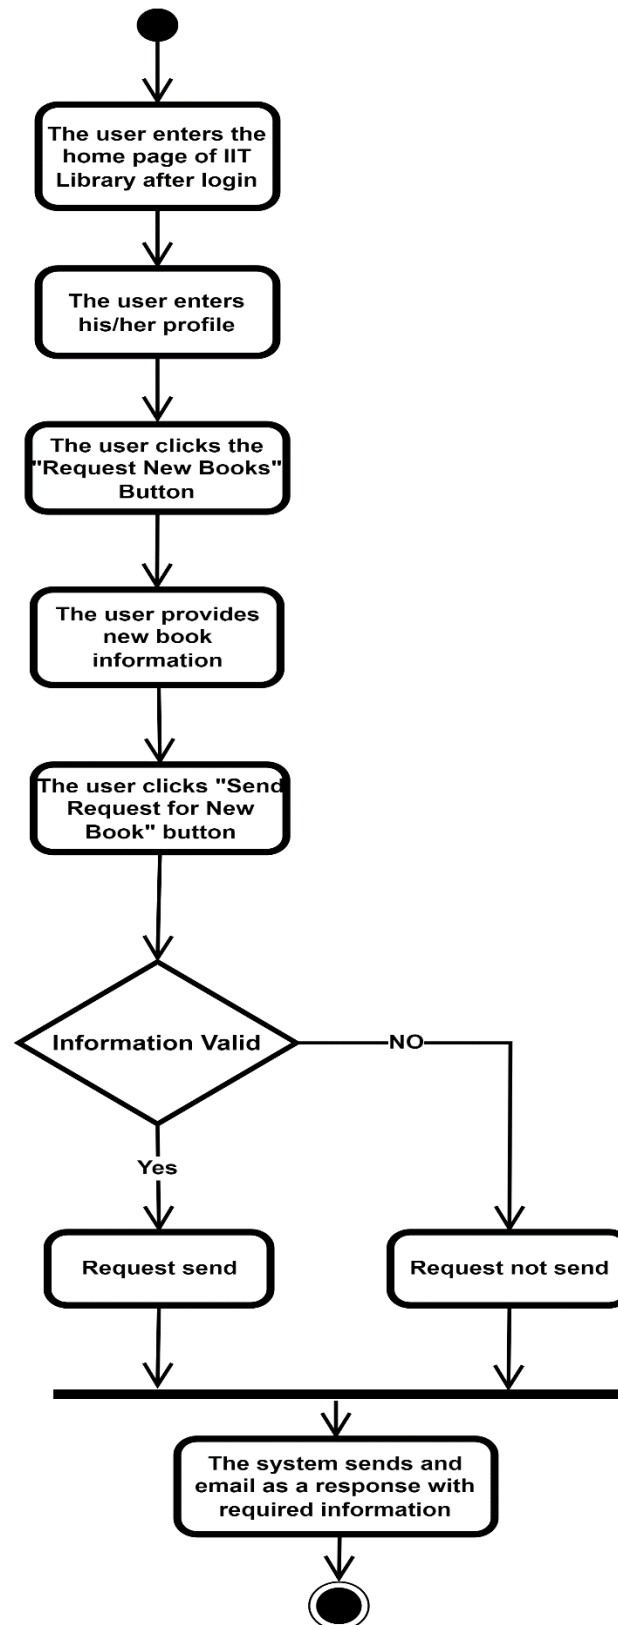 The user enters the
home page of IIT
Library after login
The user enters
his/her profile
The user clicks the
"Request New Books"
Button
The user provides
new book
information
The user clicks "Send
Request for New
Book" button
Information Valid
NO
Yes
Request send
Request not send
The system sends and
email as a response with
required information